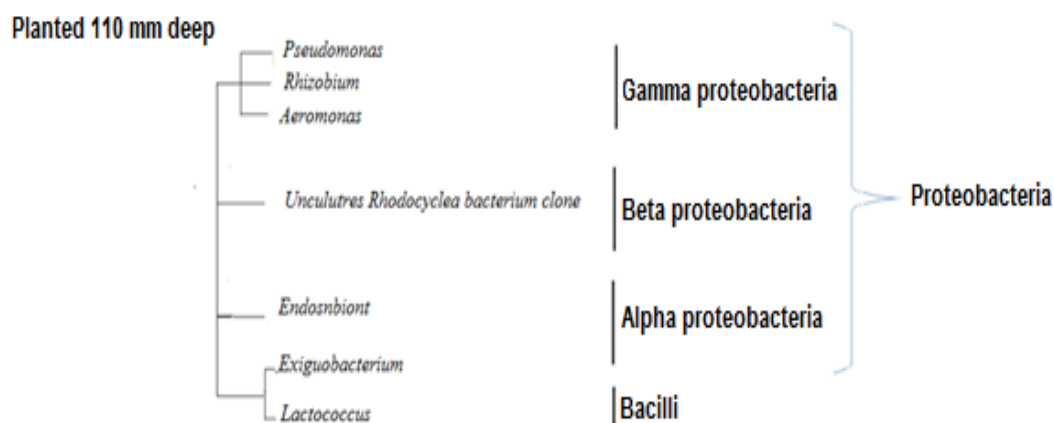 Planted 110 mm deep
Pseudomonas
Rhizobium
Aeromonas
Gamma proteobacteria
Unculutres Rhodocyclea bacterium clone
Beta proteobacteria
Proteobacteria
Endosnbiont
Alpha proteobacteria
Exiguobacterium
Lactococcus
Bacilli